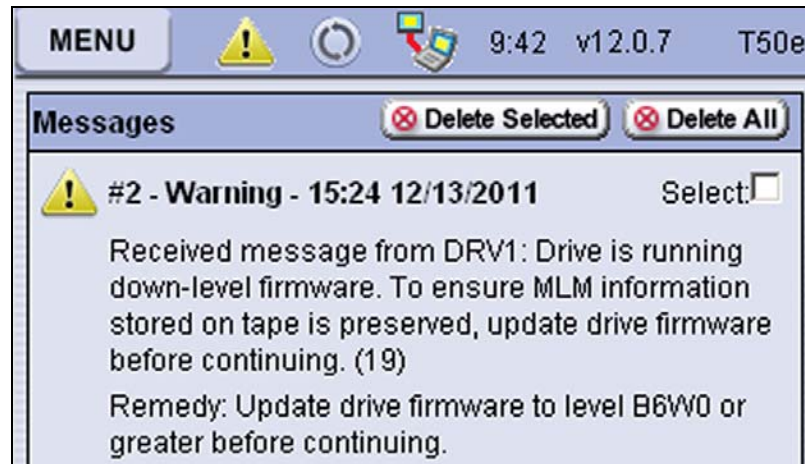 MENU 9:42 v12.0.7 T50e
Messages Delete Selected Delete All
#2 - Warning - 15:24 12/13/2011 Select:
Received message from DRV1: Drive is running
down-level firmware. To ensure MLM information
stored on tape is preserved, update drive firmware
before continuing. (19)
Remedy: Update drive firmware to level B6W0 or
greater before continuing.